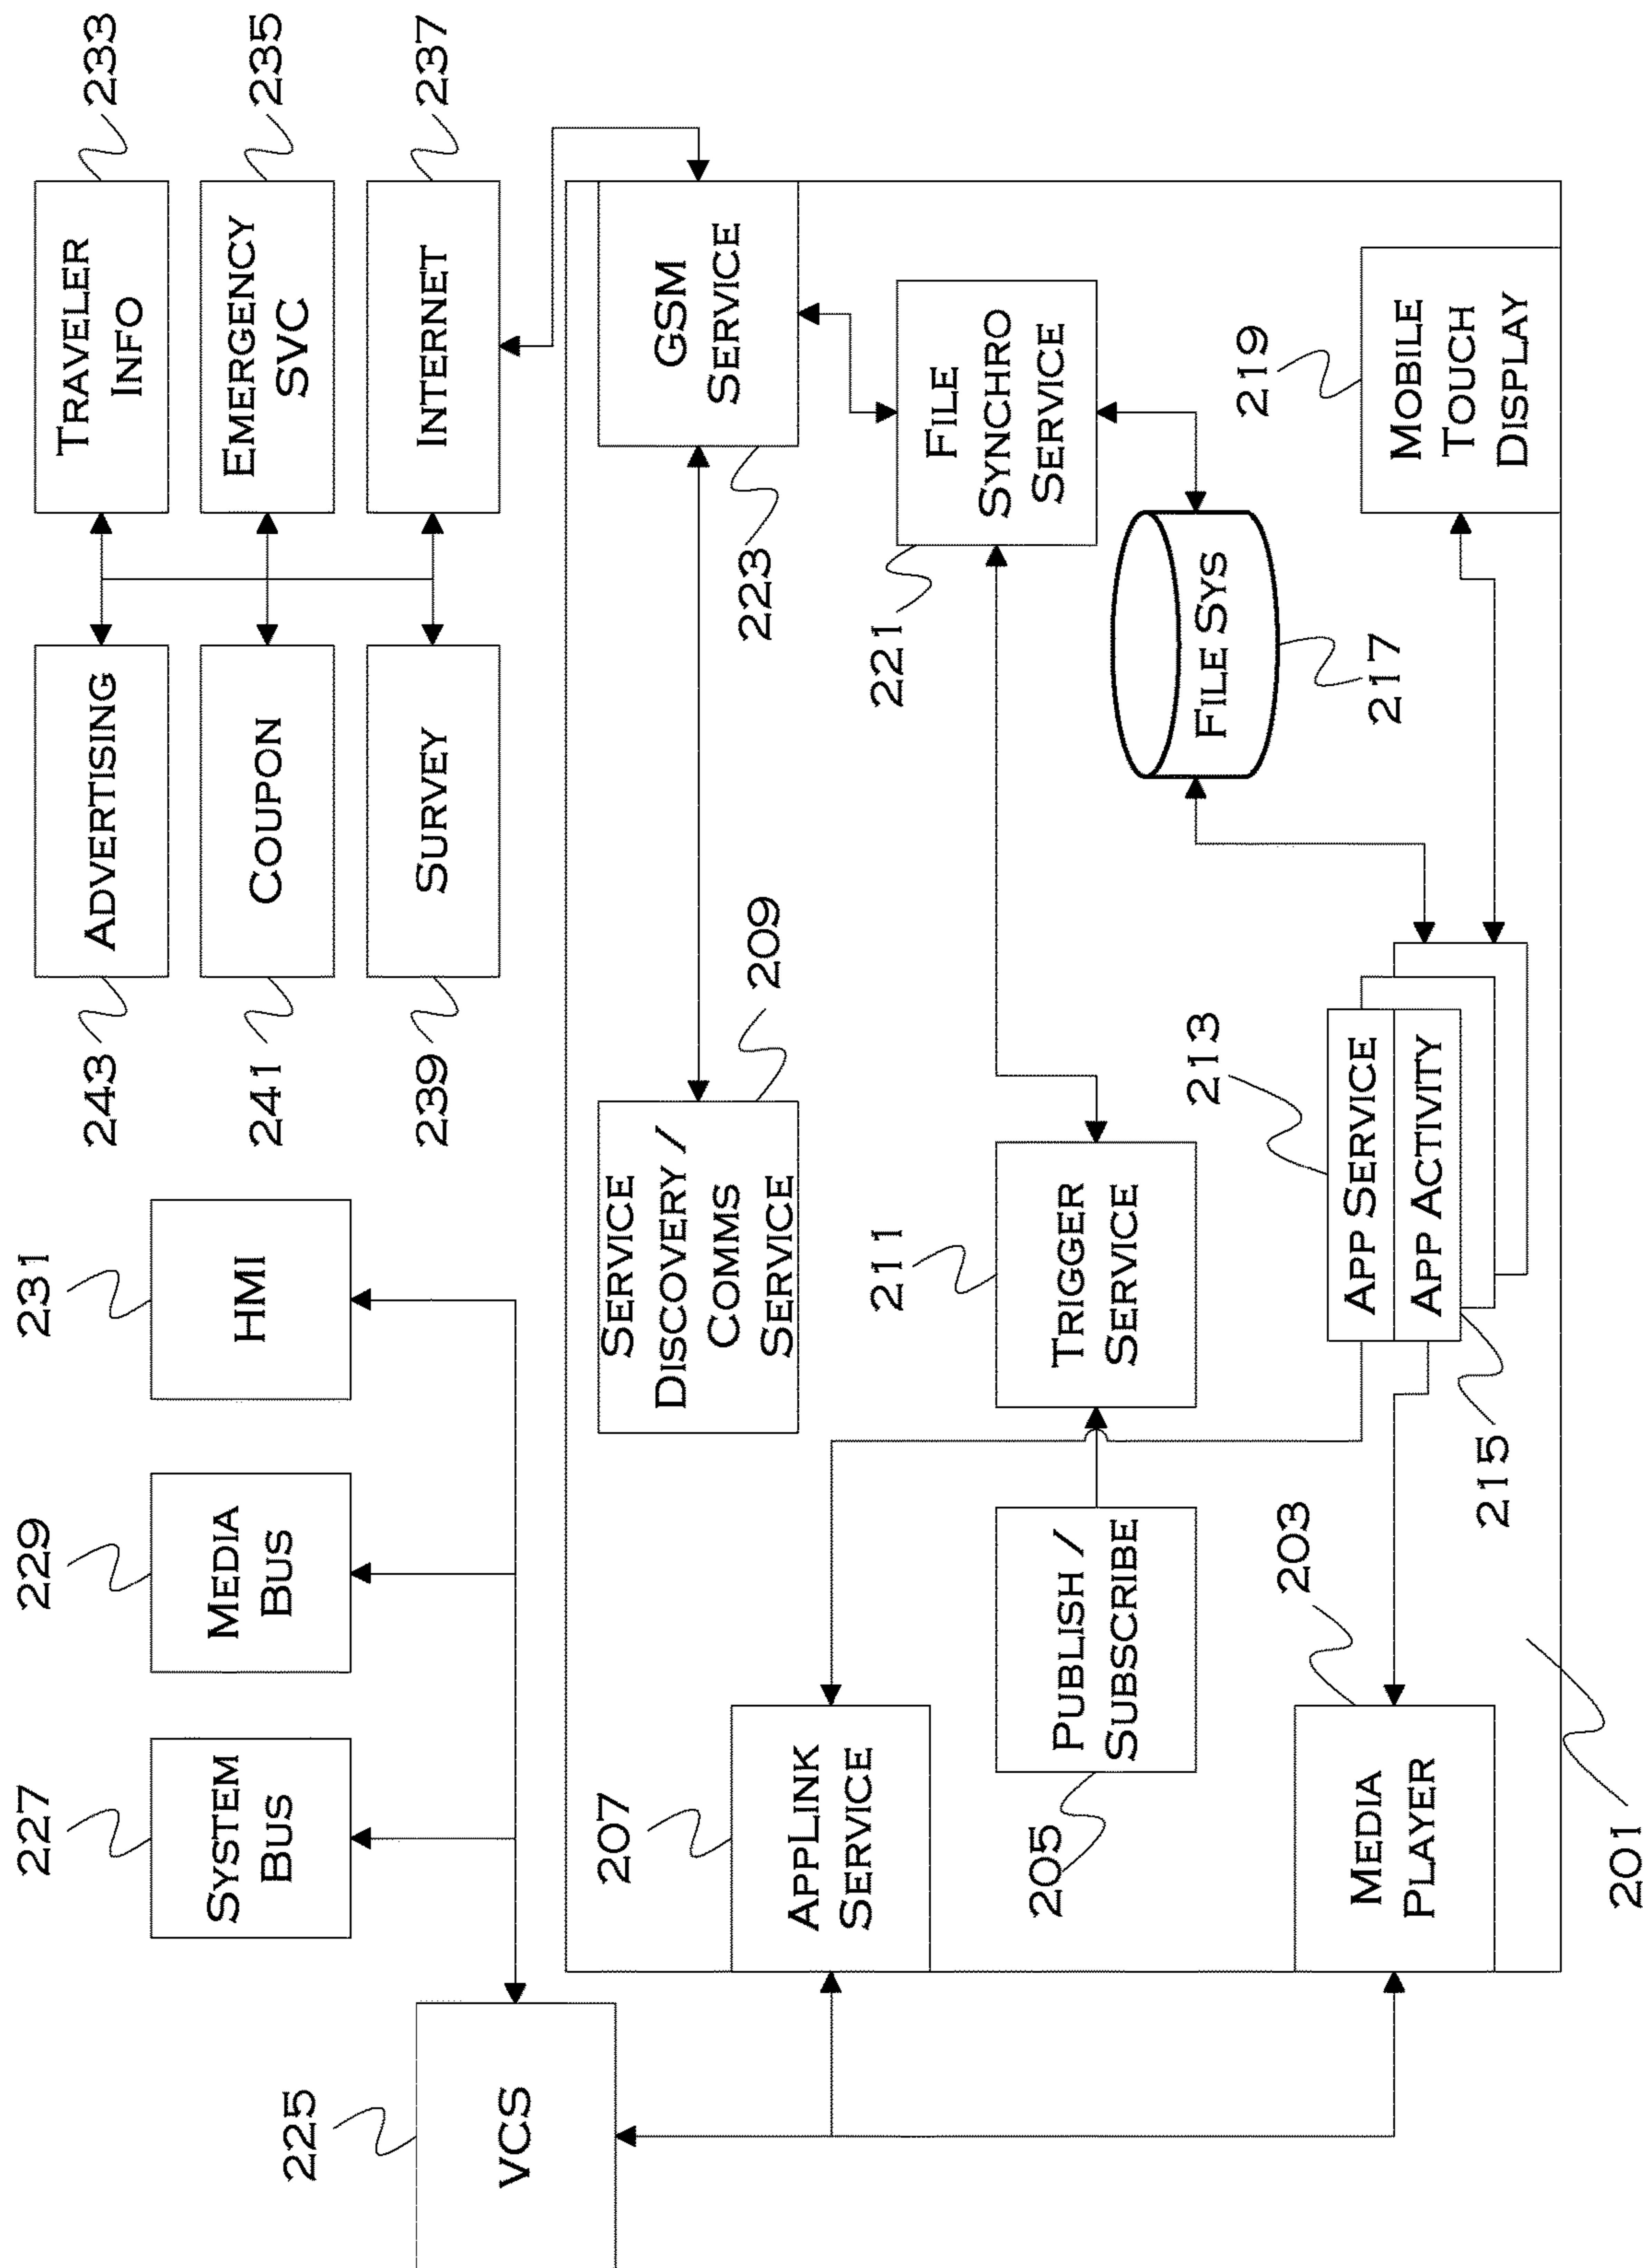 225
VCS
227
SYSTEM
BUS
229
MEDIA
BUS
231
HMI
243
ADVERTISING
241
COUPON
239
SURVEY
TRAVELER
INFO
233
EMERGENCY
SVC
235
INTERNET
237
207
APPLINK
SERVICE
205
PUBLISH /
SUBSCRIBE
203
MEDIA
PLAYER
201
SERVICE
DISCOVERY /
COMMS
SERVICE
209
211
TRIGGER
SERVICE
213
APP SERVICE
APP ACTIVITY
215
GSM
SERVICE
223
FILE
SYNCHRO
SERVICE
221
FILE SYS
217
219
MOBILE
TOUCH
DISPLAY